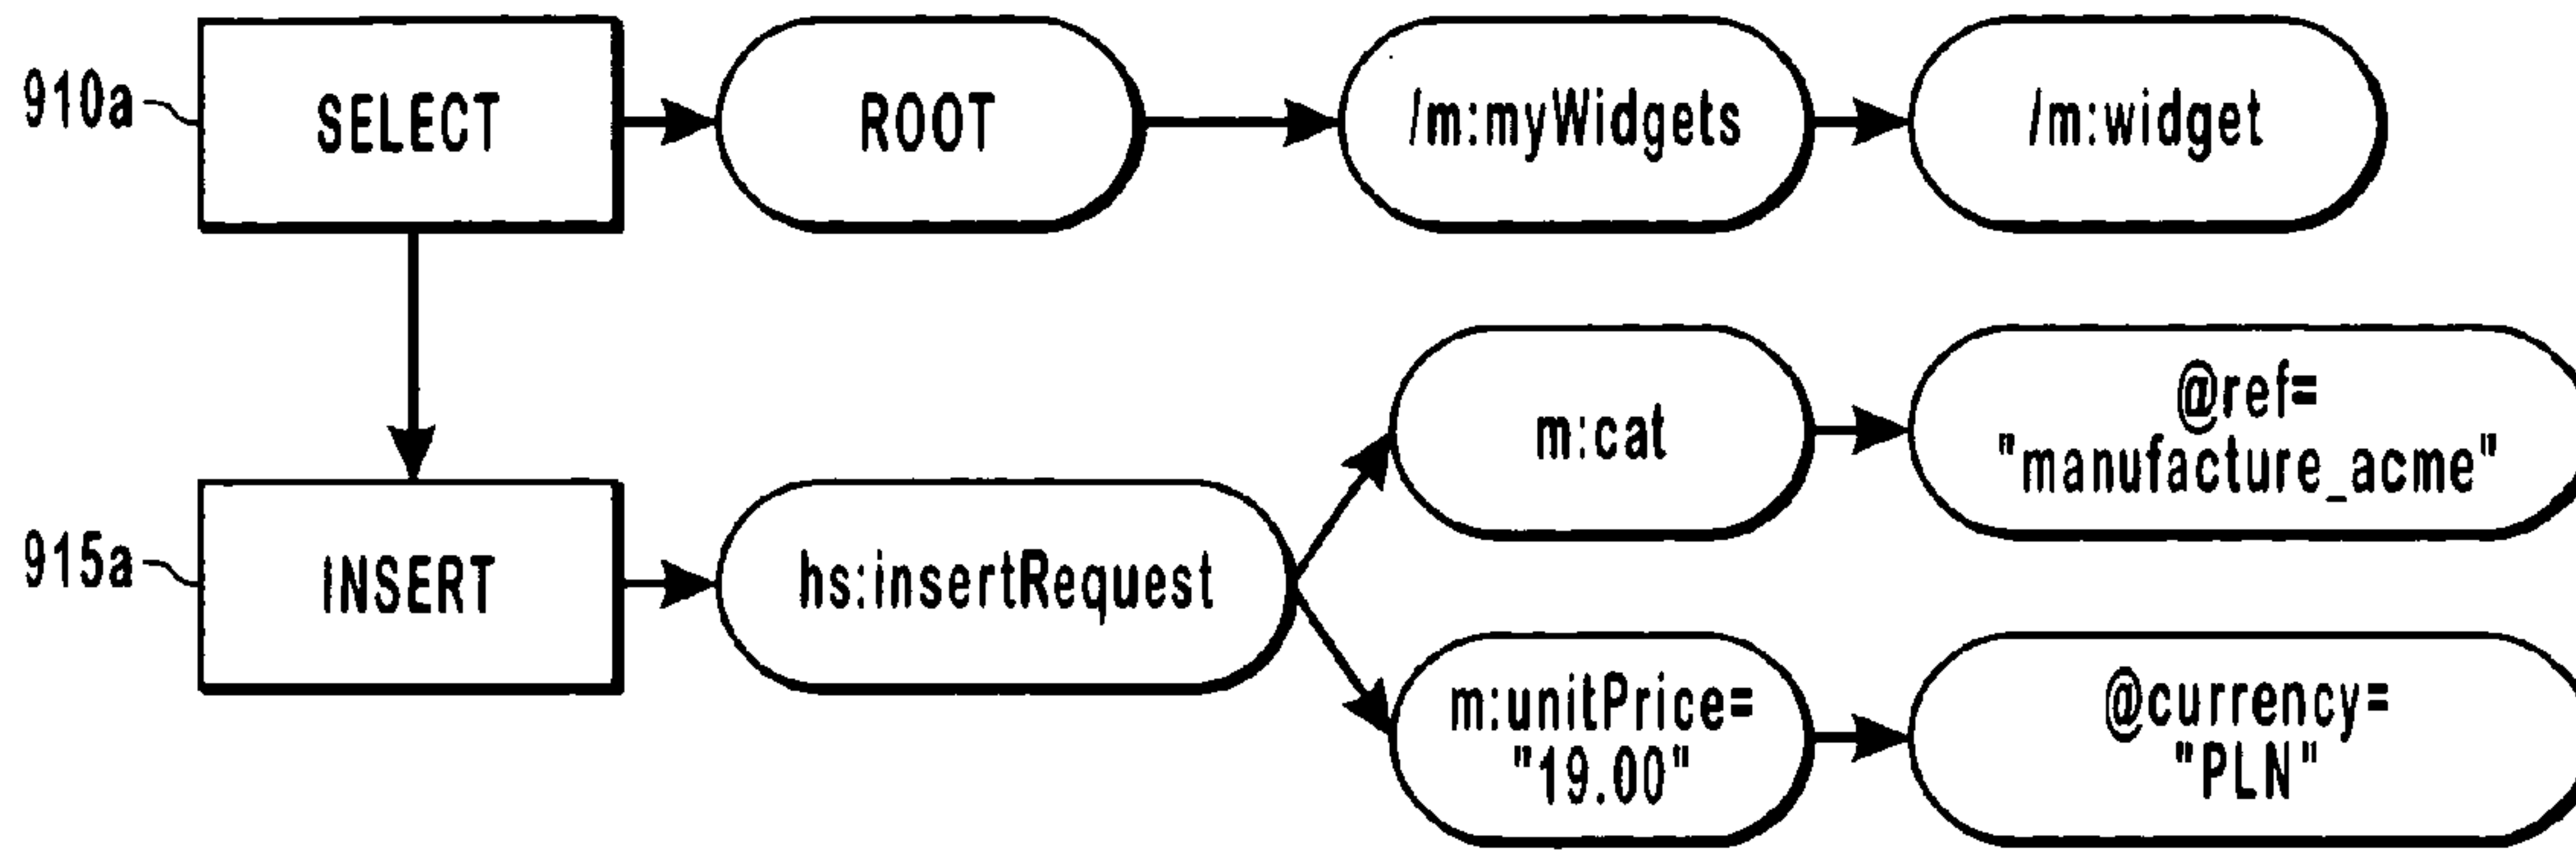 910a
SELECT
ROOT
/m:myWidgets
/m:widget
m:cat
@ref=
"manufacture_acme"
915a
INSERT
hs:insertRequest
m:unitPrice=
"19.00"
@currency=
"PLN"